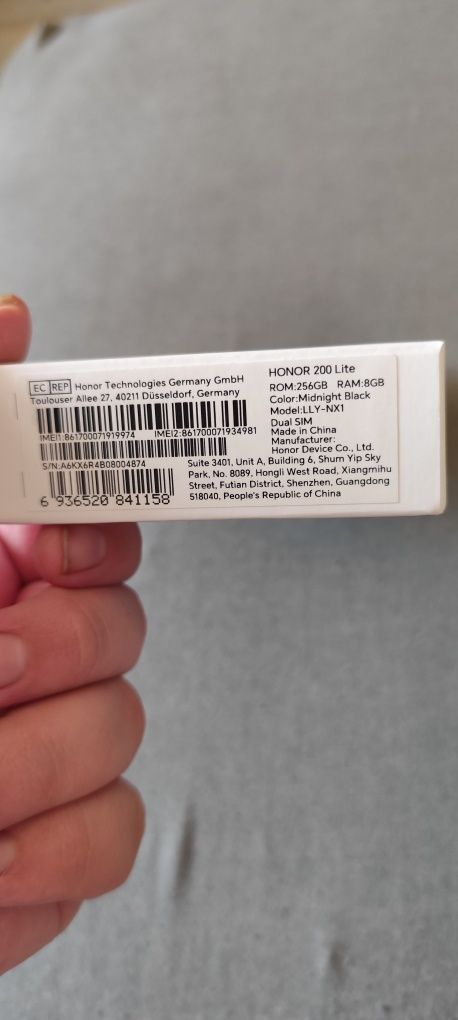 EC REP Honor Technologies Germany GmbH
Toulouser Allee 27, 40211 Düsseldorf, Germany
IMEI1:861700071919974 IMEI2:861700071934981
S/N:A6KX6R4B08004874
6 936520 841158
HONOR 200 Lite
ROM:256GB RAM:8GB
Color:Midnight Black
Model:LLY-NX1
Dual SIM
Made in China
Manufacturer:
Honor Device Co., Ltd.
Suite 3401, Unit A, Building 6, Shum Yip Sky
Park, No. 8089, Hongli West Road, Xiangmihu
Street, Futian District, Shenzhen, Guangdong
518040, People's Republic of China